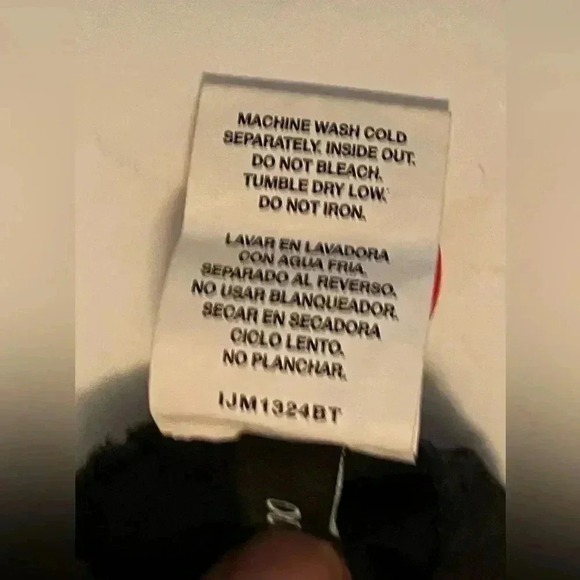 MACHINE WASH COLD
SEPARATELY. INSIDE OUT.
DO NOT BLEACH.
TUMBLE DRY LOW.
DO NOT IRON.
LAVAR EN LAVADORA
CON AGUA FRIA.
SEPARADO AL REVERSO.
NO USAR BLANQUEADOR.
SECAR EN SECADORA
CICLO LENTO.
NO PLANCHAR.
IJM1324BT